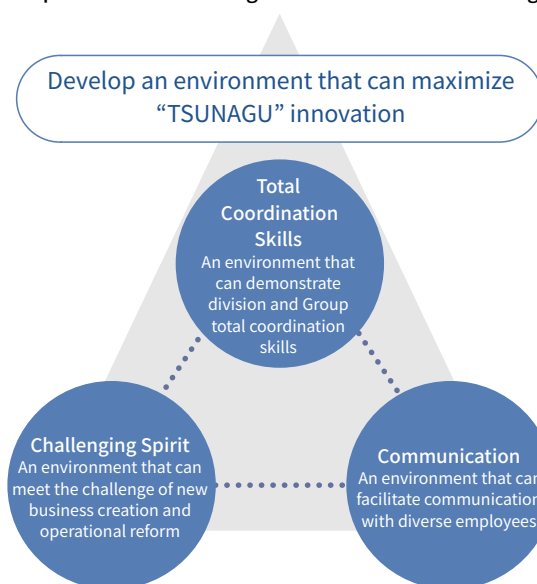 Develop an environment that can maximize
“TSUNAGU” innovation
Total
Coordination
Skills
An environment that
can demonstrate
division and Group
total coordination
skills
Challenging Spirit
An environment that can
meet the challenge of new
business creation and
operational reform
Communication
An environment that can
facilitate communication
with diverse employees